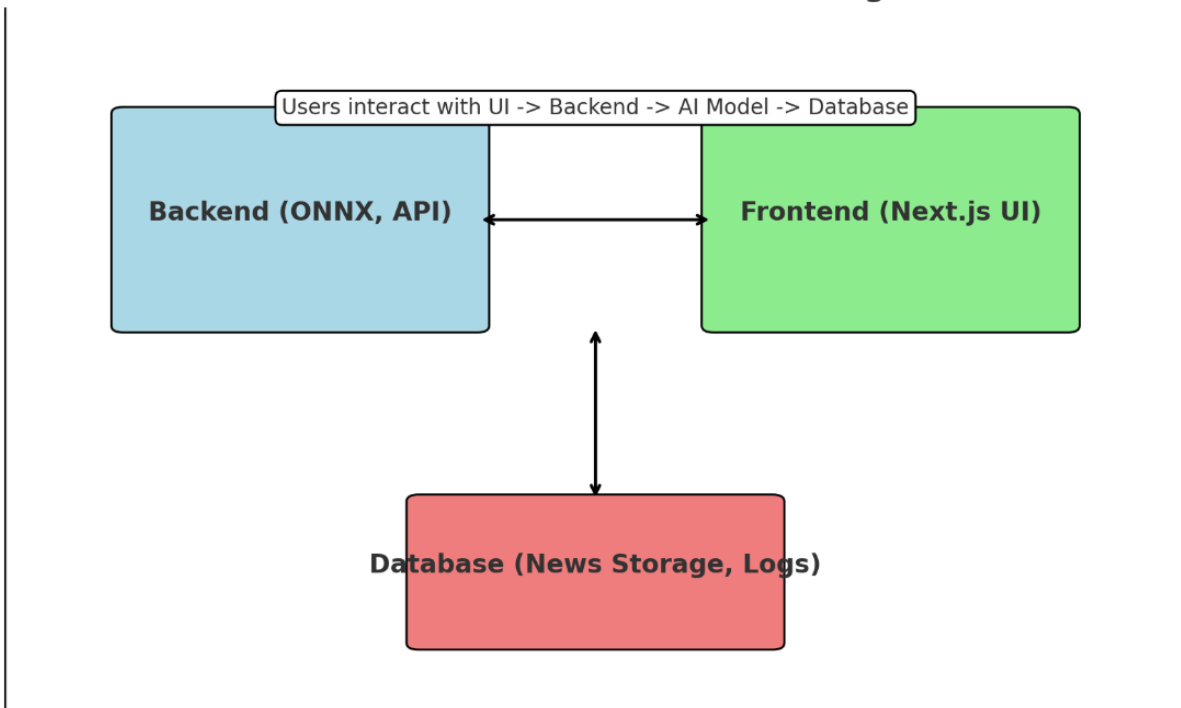 Users interact with UI -> Backend -> AI Model -> Database
Backend (ONNX, API)
Frontend (Next.js UI)
Database (News Storage, Logs)